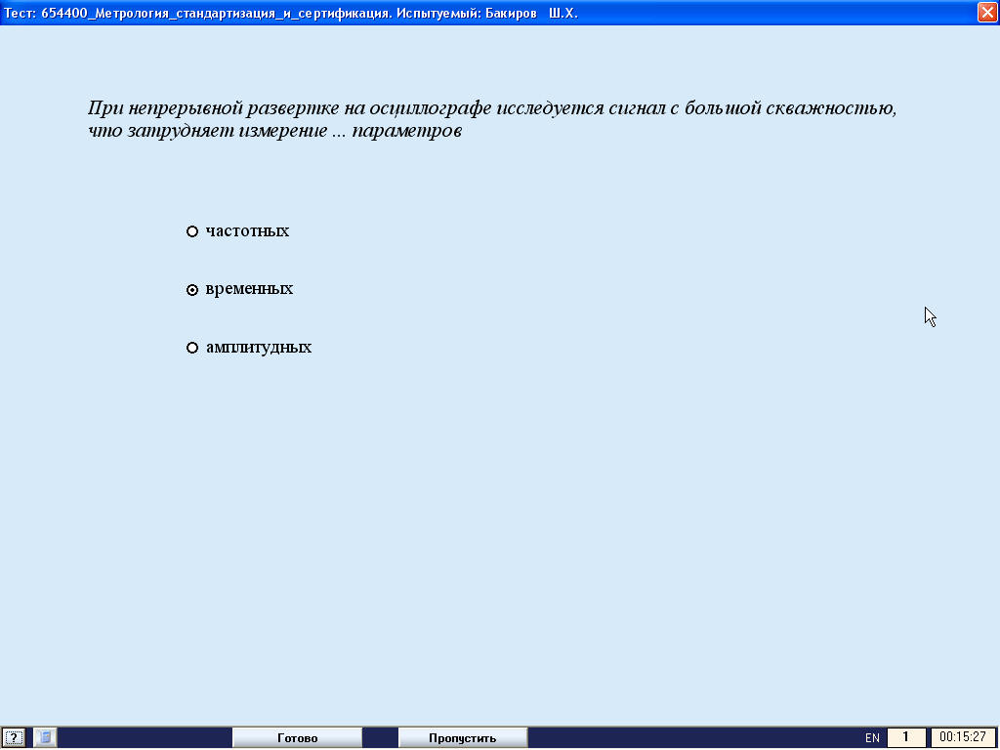 Тест: 654400_Метрология_стандартизация_и_сертификация. Испытуемый: Бакиров Ш.Х.
При непрерывной развертке на осциллографе исследуется сигнал с большой скважностью,
что затрудняет измерение ... параметров
частотных
временных
амплитудных
? Готово Пропустить EN 1 00:15:27